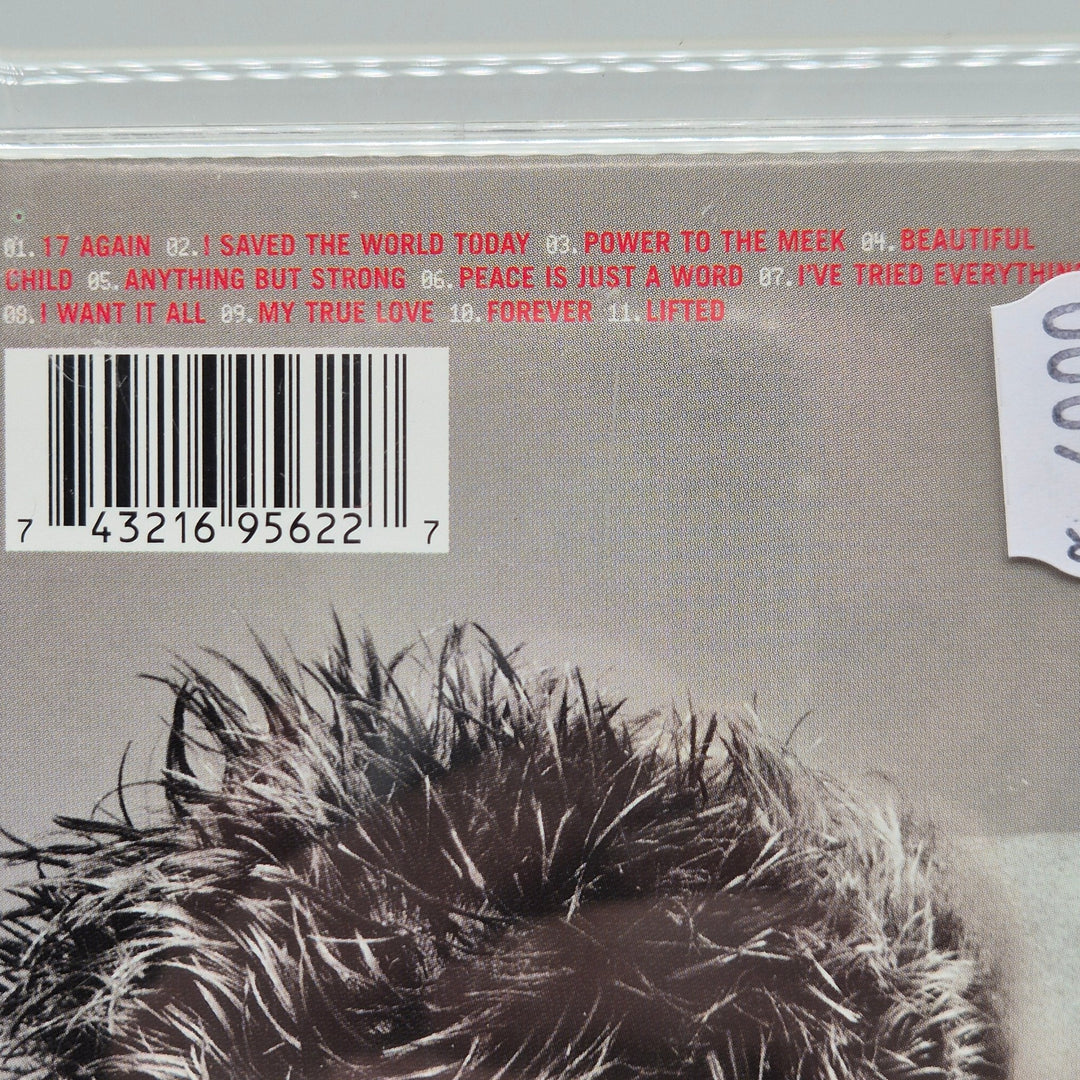 01. 17 AGAIN 02. I SAVED THE WORLD TODAY 03. POWER TO THE MEEK 04. BEAUTIFUL
CHILD 05. ANYTHING BUT STRONG 06. PEACE IS JUST A WORD 07. I'VE TRIED EVERYTHING
08. I WANT IT ALL 09. MY TRUE LOVE 10. FOREVER 11. LIFTED
7 43216 95622 7